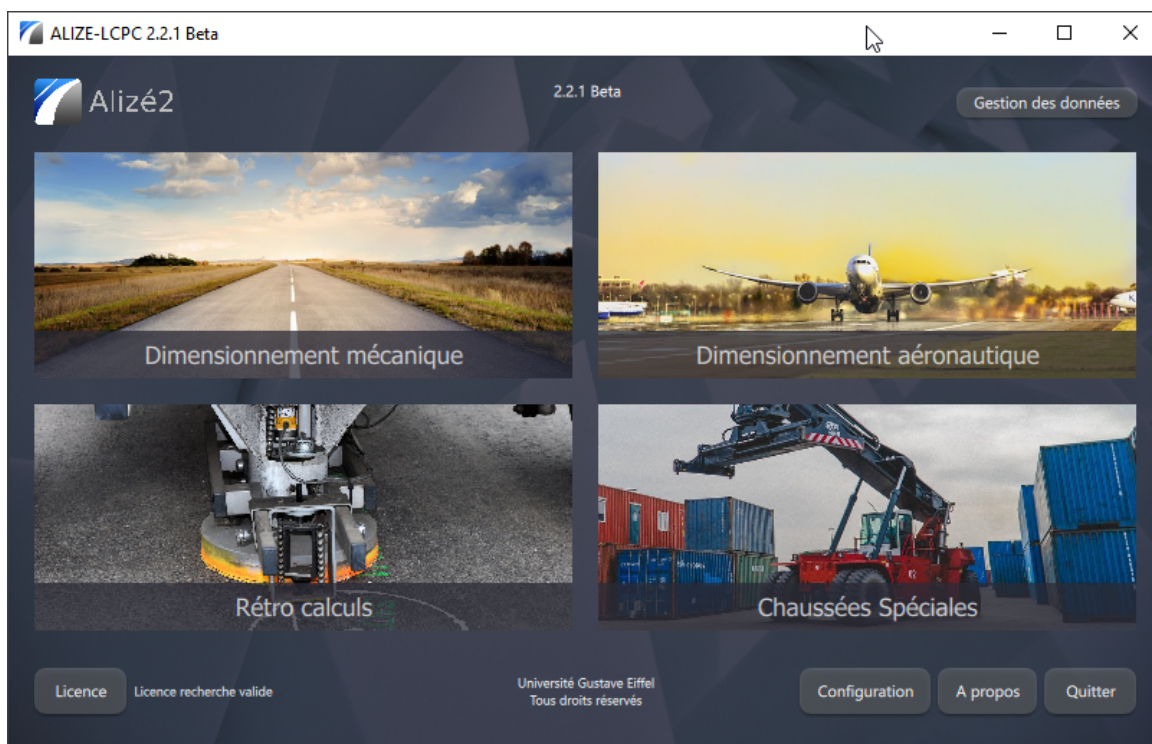 ALIZE-LCPC 2.2.1 Beta
Alizé2
2.2.1 Beta
Gestion des données
Dimensionnement mécanique
Dimensionnement aéronautique
Rétro calculs
Chaussées Spéciales
Licence
Licence recherche valide
Université Gustave Eiffel
Tous droits réservés
Configuration
A propos
Quitter